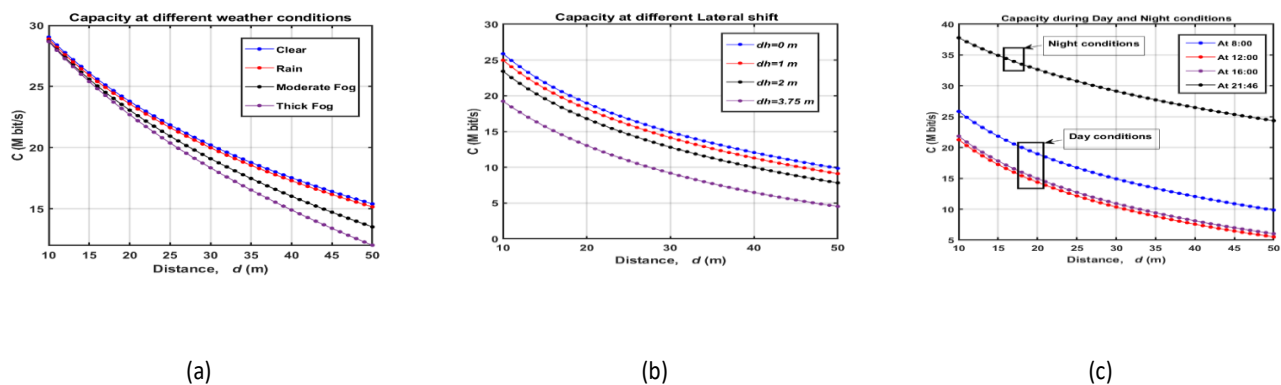 Capacity at different weather conditions
30
25
20
15
C (M bit/s)
Clear
Rain
Moderate Fog
Thick Fog
10 15 20 25 30 35 40 45 50
Distance, d (m)
(a)
Capacity at different Lateral shift
30
25
20
15
10
5
0
C (M bit/s)
dh=0 m
dh=1 m
dh=2 m
dh=3.75 m
10 20 30 40 50
Distance, d (m)
(b)
Capacity during Day and Night conditions
40
35
30
25
20
15
10
5
C (M bit/s)
Night conditions
Day conditions
At 8:00
At 12:00
At 16:00
At 21:46
10 15 20 25 30 35 40 45 50
Distance, d (m)
(c)